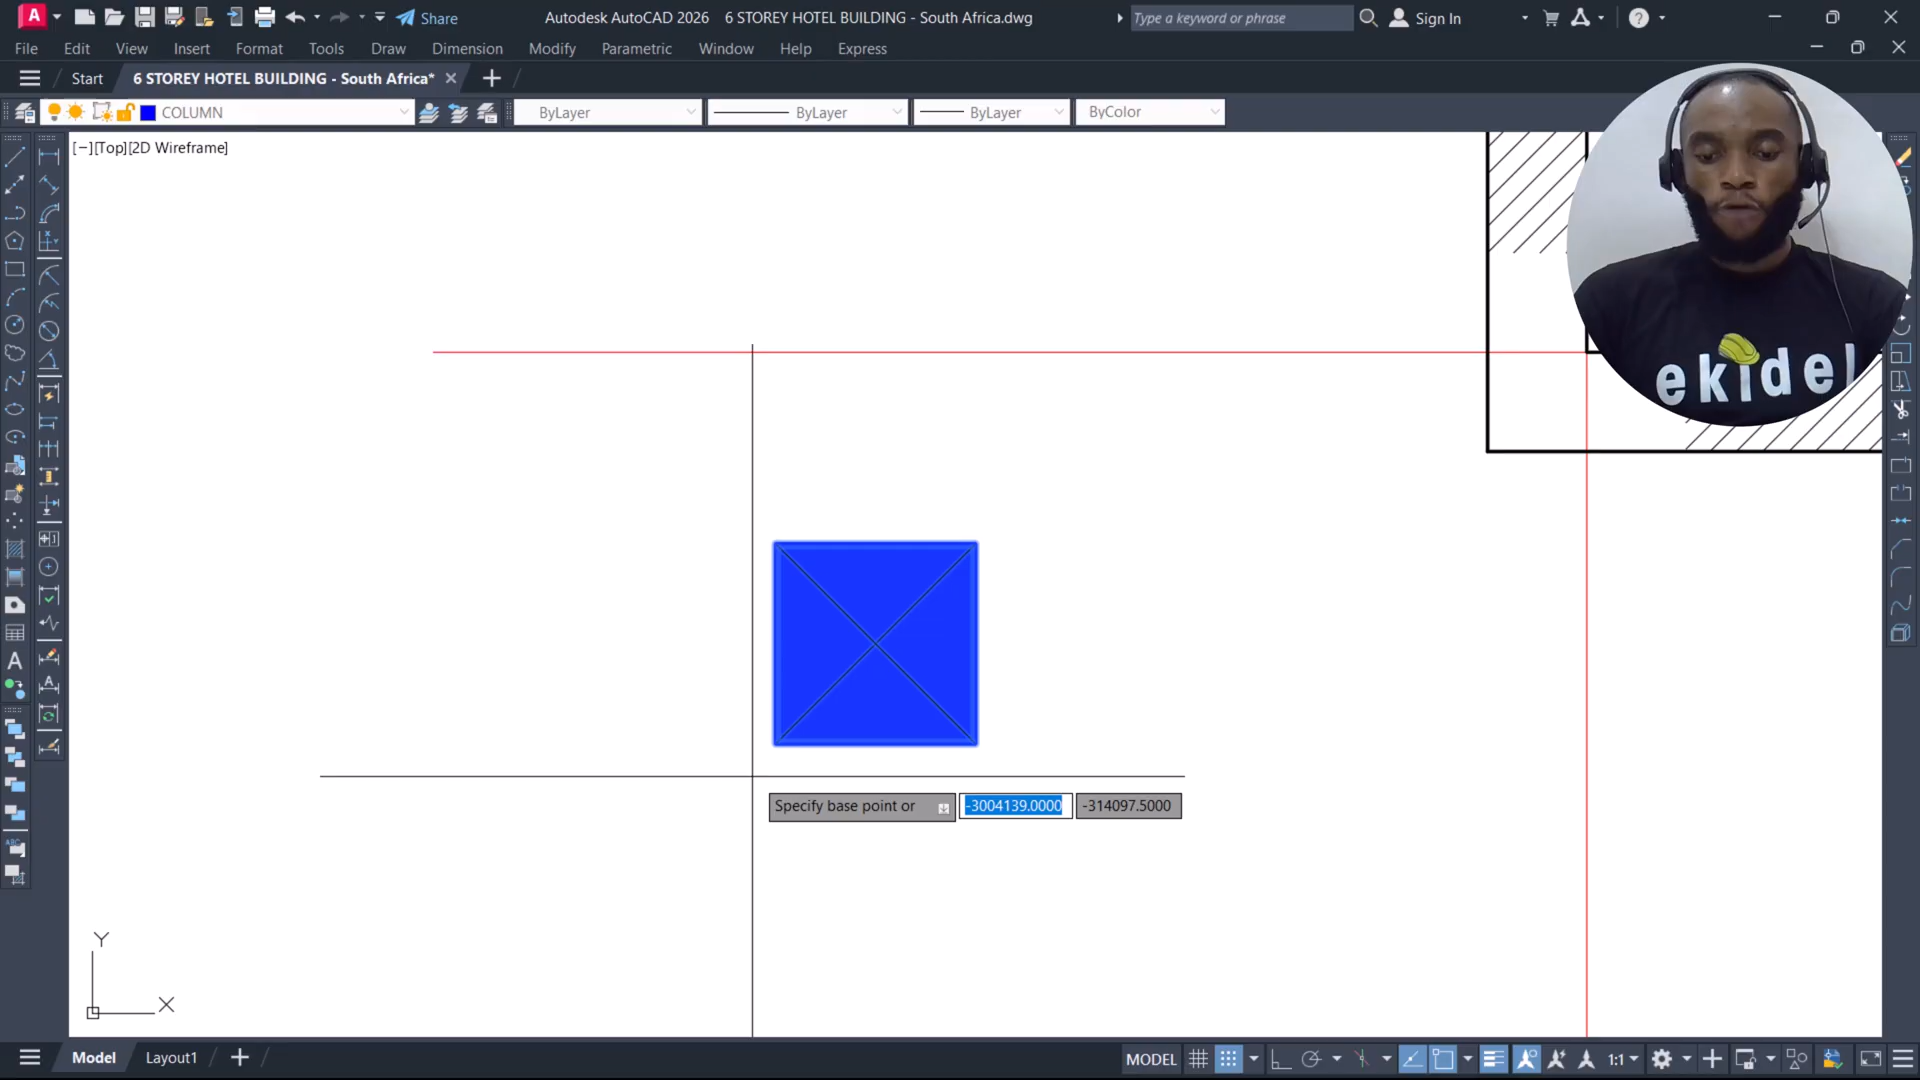 Share
Autodesk AutoCAD 2026 6 STOREY HOTEL BUILDING - South Africa.dwg
Type a keyword or phrase
Sign In
File Edit View Insert Format Tools Draw Dimension Modify Parametric Window Help Express
Start
6 STOREY HOTEL BUILDING - South Africa*
COLUMN
ByLayer
ByLayer
ByLayer
ByColor
[−][Top][2D Wireframe]
ekidel
Specify base point or
-3004139.0000
-314097.5000
Y
X
Model
Layout1
MODEL
1:1